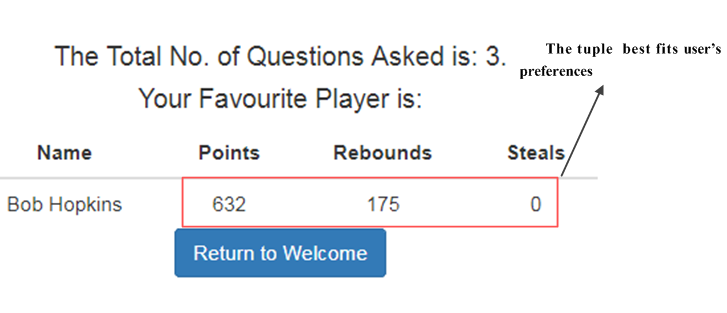 The Total No. of Questions Asked is: 3.
The tuple best fits user's
preferences
Your Favourite Player is:
Name Points Rebounds Steals
Bob Hopkins 632 175 0
Return to Welcome